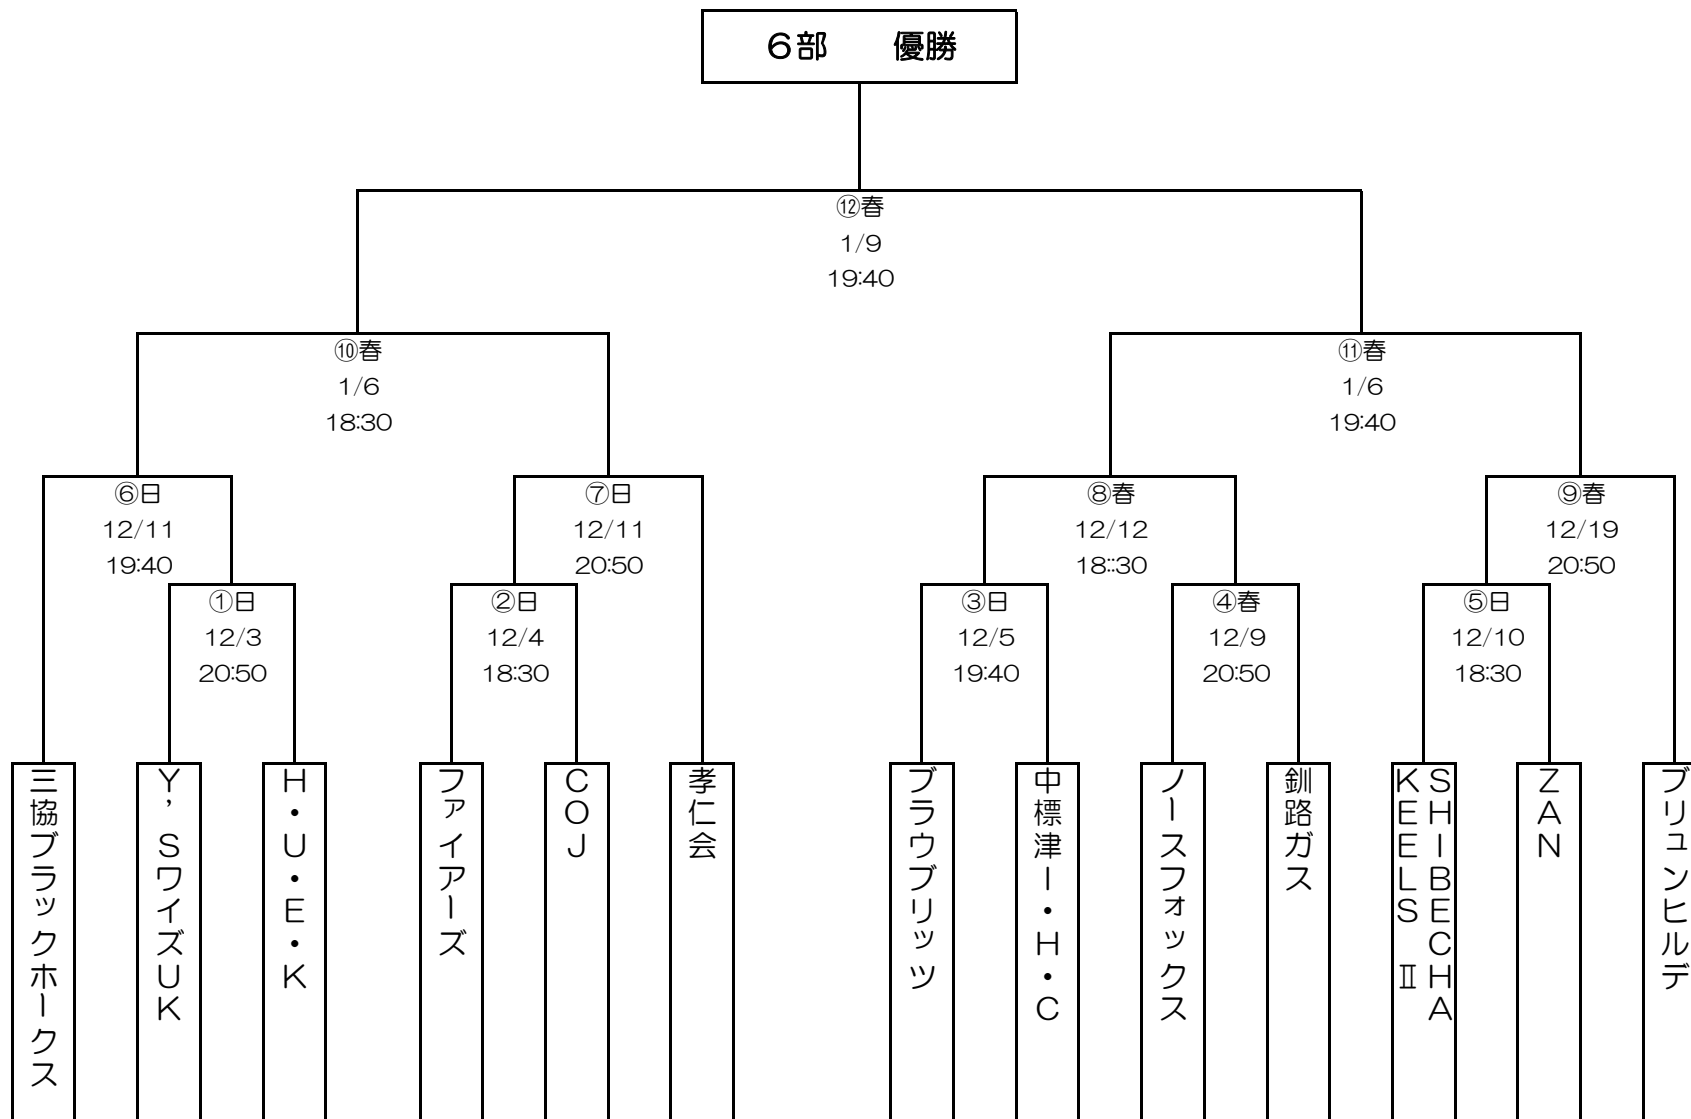 ６部　　優勝
⑫春
1/9
19:40
⑩春
1/6
18:30
⑪春
1/6
19:40
⑥日
12/11
19:40
⑦日
12/11
20:50
⑧春
12/12
18::30
⑨春
12/19
20:50
①日
12/3
20:50
②日
12/4
18:30
③日
12/5
19:40
④春
12/9
20:50
⑤日
12/10
18:30
三協ブラックホークス
Ｙ’Ｓワイズ UK
Ｈ・Ｕ・Ｅ・Ｋ
ファイアーズ
ＣＯＪ
孝仁会
ブラウブリッツ
中標津Ｉ・Ｈ・Ｃ
ノースフォックス
釧路ガス
ＳＨＩＢＥＣＨＡ
ＫＥＥＬＳ　Ⅱ
ＺＡＮ
ブリュンヒルデ